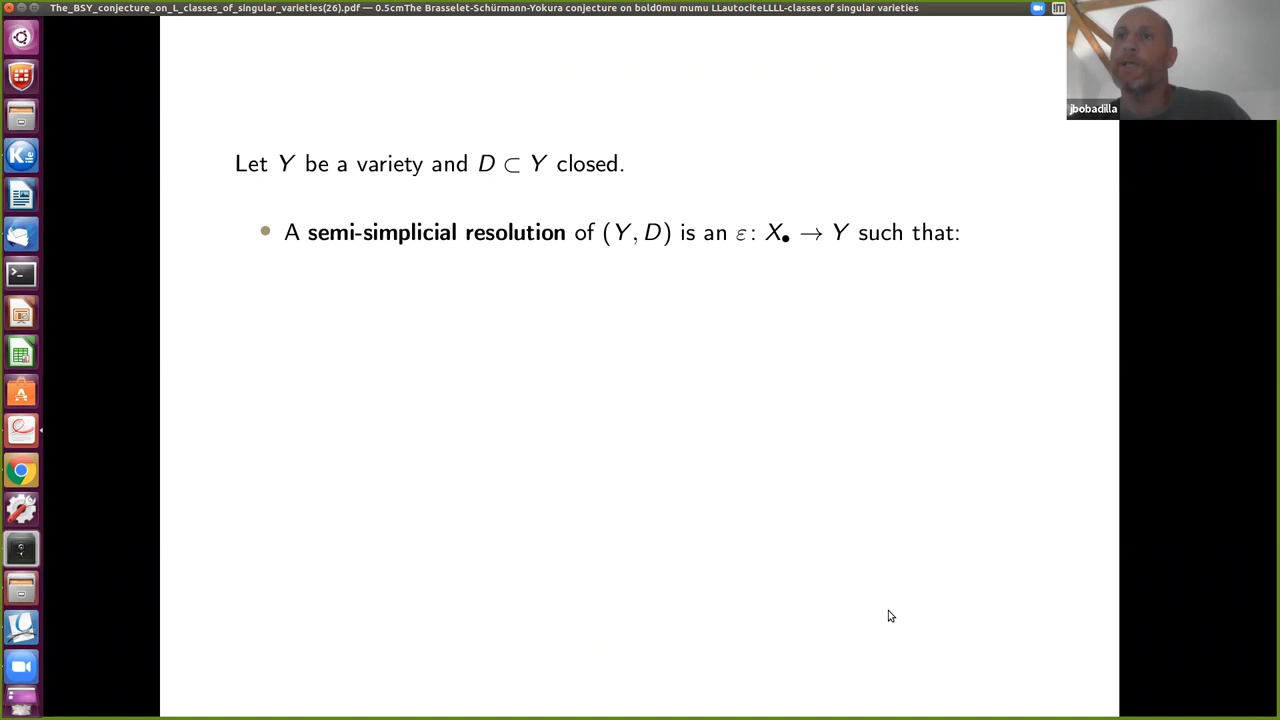 The_BSY_conjecture_on_L_classes_of_singular_varieties(26).pdf — 0.5cmThe Brasselet-Schürmann-Yokura conjecture on bold0mu mumu LLautociteLLLL-classes of singular varieties
jbobadilla
Let Y be a variety and D ⊂ Y closed.
• A semi-simplicial resolution of (Y, D) is an ε: X• → Y such that: